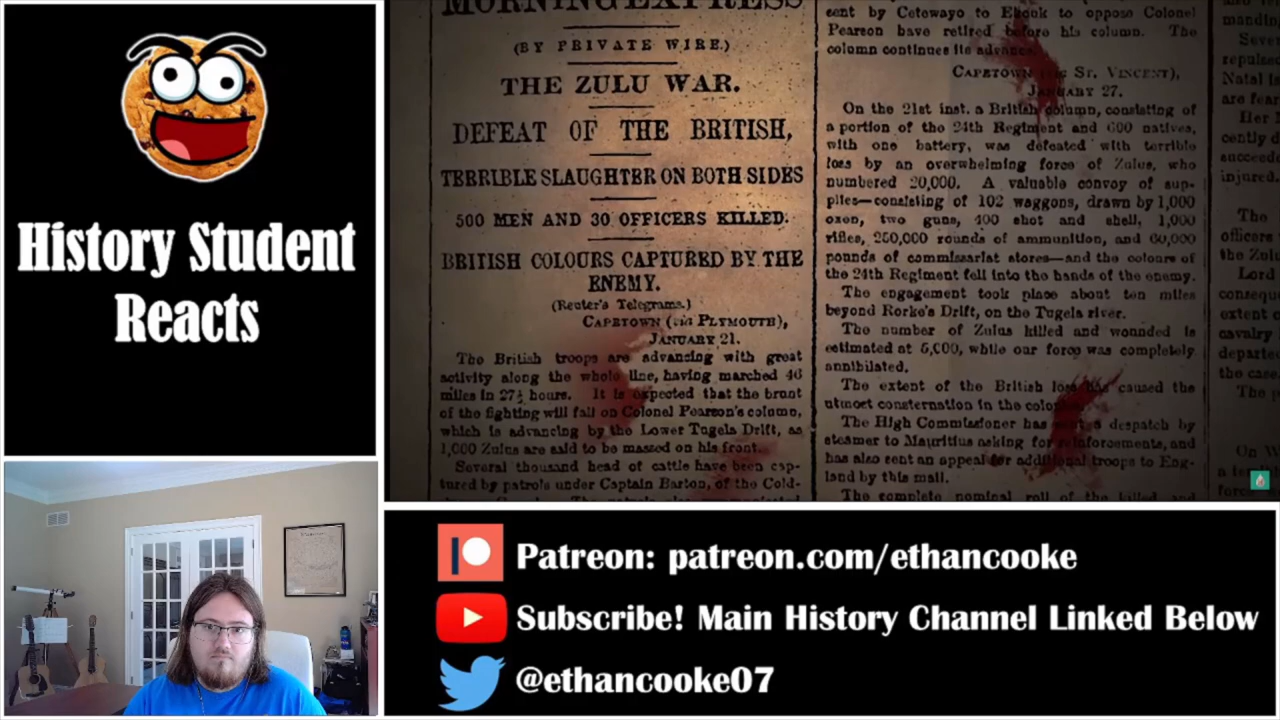 History Student
Reacts
MORNING EXPRESS
(BY PRIVATE WIRE.)
THE ZULU WAR.
DEFEAT OF THE BRITISH,
TERRIBLE SLAUGHTER ON BOTH SIDES
500 MEN AND 30 OFFICERS KILLED.
BRITISH COLOURS CAPTURED BY THE
ENEMY.
(Reuter's Telegrams.)
CAPETOWN (via PLYMOUTH),
JANUARY 21.
The British troops are advancing with great
activity along the whole line, having marched 46
miles in 27½ hours. It is expected that the brunt
of the fighting will fall on Colonel Pearson's column,
which is advancing by the Lower Tugela Drift, as
1,000 Zulus are said to be massed on his front.
Several thousand head of cattle have been cap-
tured by patrols under Captain Barton, of the Cold-
sent by Cetewayo to to oppose Colonel
Pearson have retired before his column. The
column continues its advance.
CAPETOWN (via ST. VINCENT),
JANUARY 27.
On the 21st inst. a British column, consisting of
a portion of the 24th Regiment and 600 natives,
with one battery, was defeated with terrible
loss by an overwhelming force of Zulus, who
numbered 20,000. A valuable convoy of sup-
plies—consisting of 102 waggons, drawn by 1,000
oxen, two guns, 400 shot and shell, 1,000
rifles, 250,000 rounds of ammunition, and 60,000
pounds of commissariat stores—and the colours of
the 24th Regiment fell into the hands of the enemy.
The engagement took place about ten miles
beyond Rorke's Drift, on the Tugela river.
The number of Zulus killed and wounded is
estimated at 5,000, while our force was completely
annihilated.
The extent of the British loss has caused the
utmost consternation in the
The High Commissioner has sent a despatch by
steamer to Mauritius asking for reinforcements, and
has also sent an appeal for additional troops to Eng-
land by this mail.
The complete nominal roll of the killed and
Patreon: patreon.com/ethancooke
Subscribe! Main History Channel Linked Below
@ethancooke07